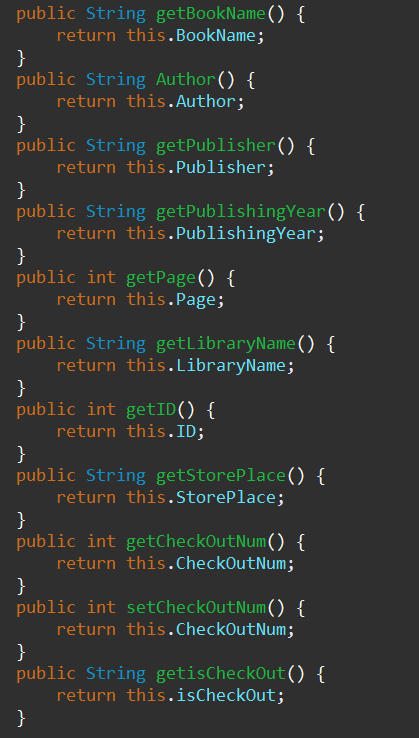 public String getBookName() {
    return this.BookName;
}
public String Author() {
    return this.Author;
}
public String getPublisher() {
    return this.Publisher;
}
public String getPublishingYear() {
    return this.PublishingYear;
}
public int getPage() {
    return this.Page;
}
public String getLibraryName() {
    return this.LibraryName;
}
public int getID() {
    return this.ID;
}
public String getStorePlace() {
    return this.StorePlace;
}
public int getCheckOutNum() {
    return this.CheckOutNum;
}
public int setCheckOutNum() {
    return this.CheckOutNum;
}
public String getisCheckOut() {
    return this.isCheckOut;
}